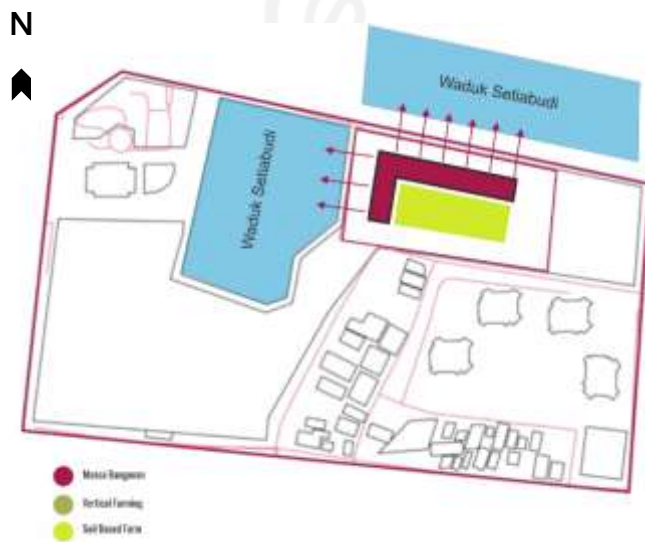 N
Waduk Setiabudi
Waduk Setiabudi
Massa Bangunan
Vertical Farming
Soil Based Farm